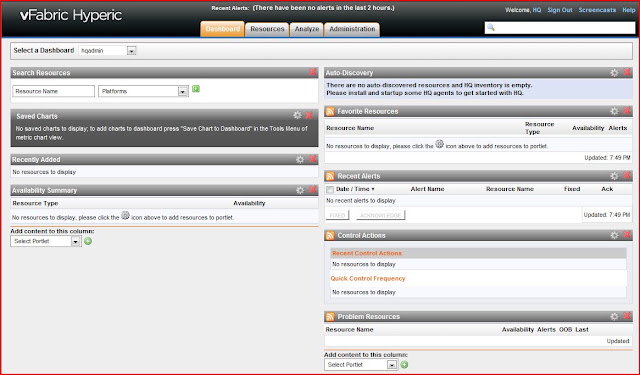 vFabric Hyperic
Recent Alerts: (There have been no alerts in the last 2 hours.)
Welcome, HQ Sign Out Screencasts Help
Dashboard Resources Analyze Administration
Select a Dashboard hqadmin
Search Resources
Resource Name Platforms
Saved Charts
No saved charts to display; to add charts to dashboard press "Save Chart to Dashboard" in the Tools Menu of
metric chart view.
Recently Added
No resources to display
Availability Summary
Resource Type Availability
No resources to display, please click the icon above to add resources to portlet.
Add content to this column:
Select Portlet
Auto-Discovery
There are no auto-discovered resources and HQ inventory is empty.
Please install and startup some HQ agents to get started with HQ.
Favorite Resources
Resource Name Resource Type Availability Alerts
No resources to display, please click the icon above to add resources to portlet.
Updated: 7:49 PM
Recent Alerts
Date / Time Alert Name Resource Name Fixed Ack
No recent alerts to display
FIXED ACKNOWLEDGE Updated: 7:49 PM
Control Actions
Recent Control Actions
No resources to display
Quick Control Frequency
No resources to display
Problem Resources
Resource Name Availability Alerts OOB Last
Updated:
Add content to this column:
Select Portlet